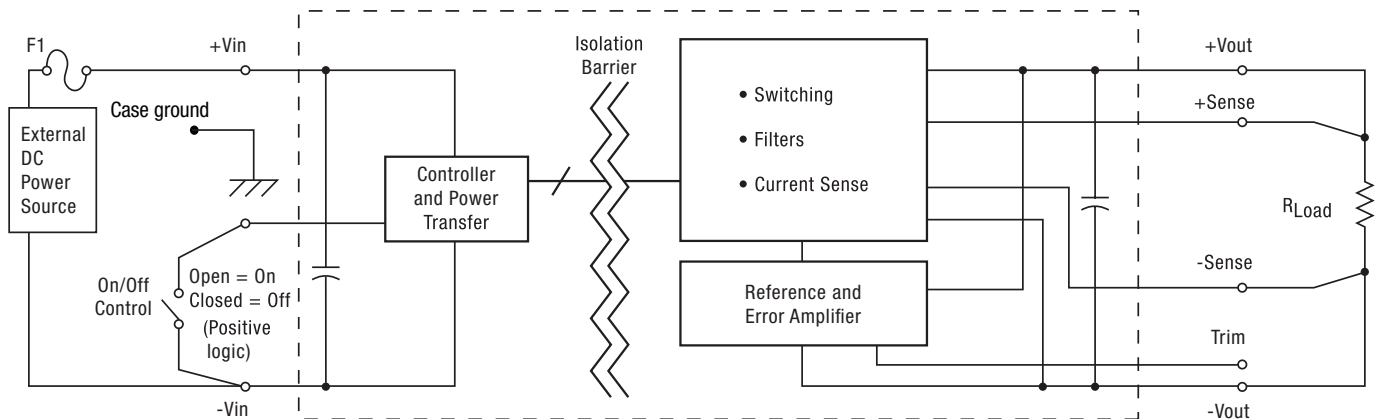 F1
+Vin
Case ground
External
DC
Power
Source
On/Off
Control
Open = On
Closed = Off
(Positive
logic)
-Vin
Controller
and Power
Transfer
Isolation
Barrier
• Switching
• Filters
• Current Sense
Reference and
Error Amplifier
+Vout
+Sense
RLoad
-Sense
Trim
-Vout